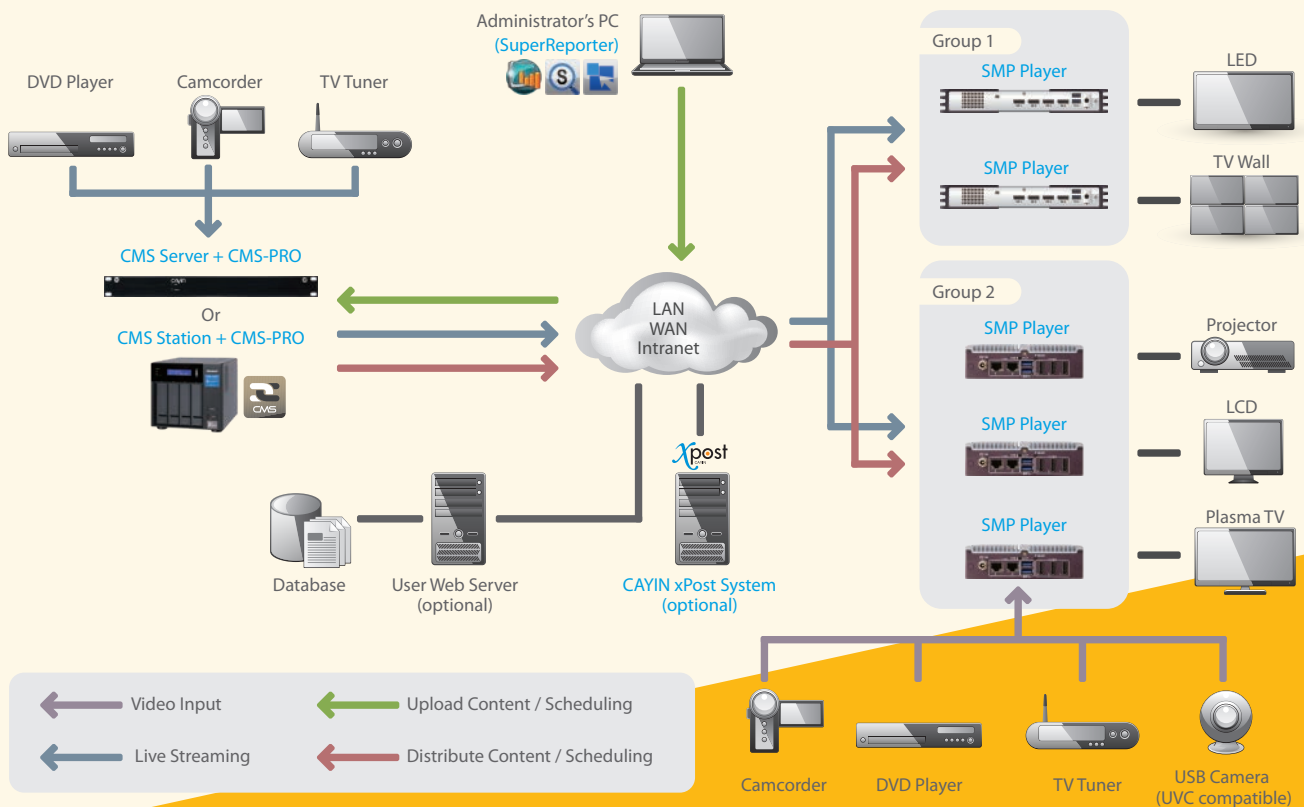 Administrator's PC
(SuperReporter)
S
DVD Player
Camcorder
TV Tuner
CMS Server + CMS-PRO
CAYIN
Or
CMS Station + CMS-PRO
CMS
LAN
WAN
Intranet
Group 1
SMP Player
LED
SMP Player
TV Wall
Group 2
SMP Player
Projector
SMP Player
LCD
SMP Player
Plasma TV
Xpost
CAYIN
Database
User Web Server
(optional)
CAYIN xPost System
(optional)
Video Input
Upload Content / Scheduling
Live Streaming
Distribute Content / Scheduling
Camcorder
DVD Player
TV Tuner
USB Camera
(UVC compatible)